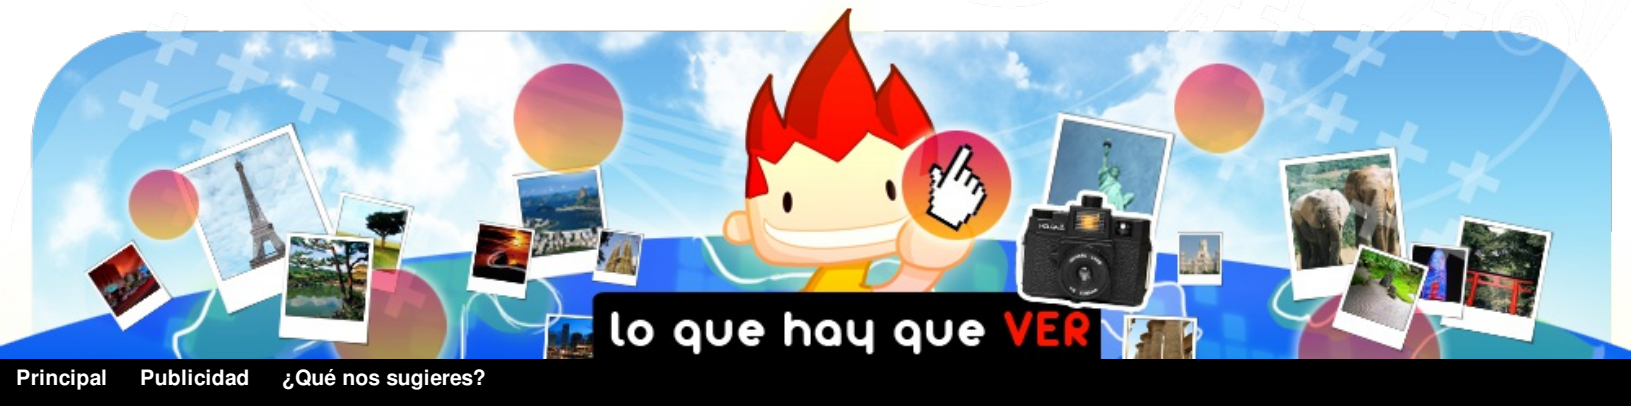 lo que hay que VER
Principal Publicidad ¿Qué nos sugieres?